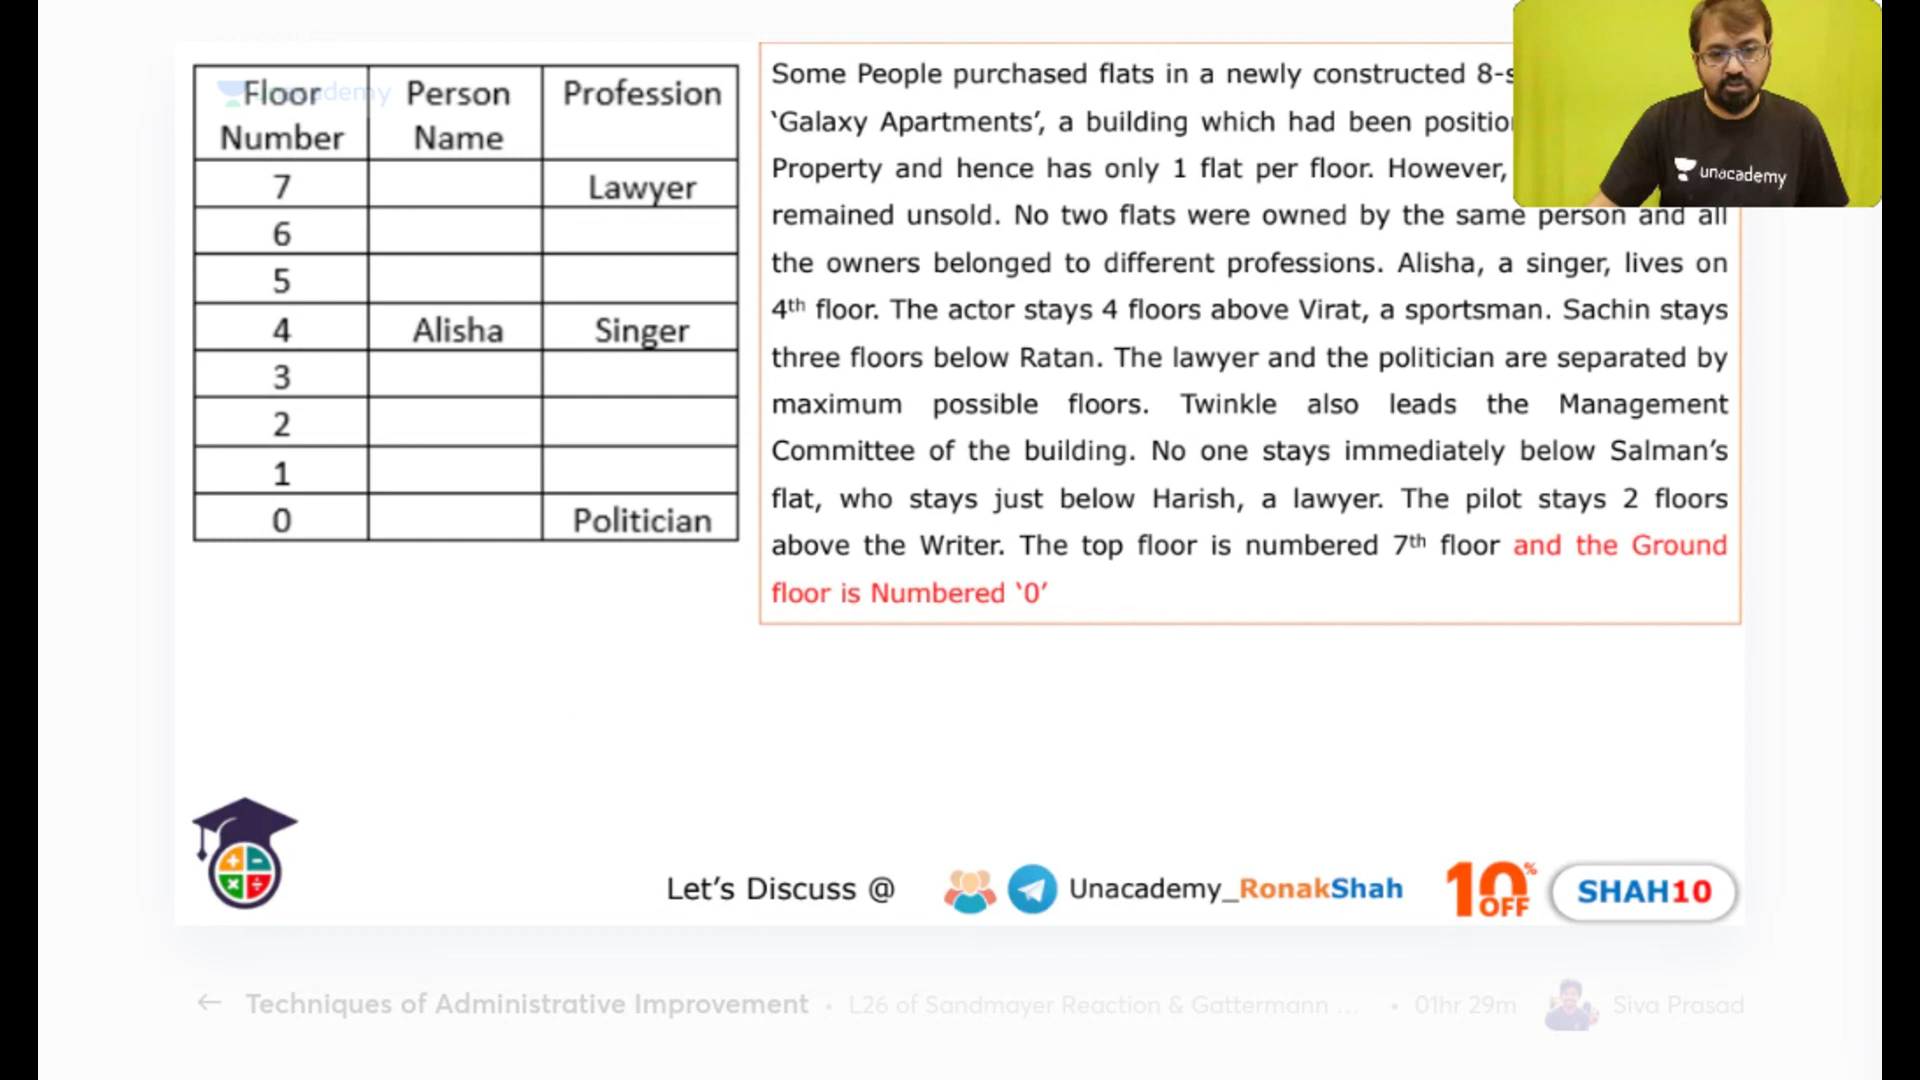 Floor Number | Person Name | Profession
7 | | Lawyer
6
5
4 | Alisha | Singer
3
2
1
0 | | Politician
Some People purchased flats in a newly constructed 8-s
‘Galaxy Apartments’, a building which had been positio
Property and hence has only 1 flat per floor. However,
remained unsold. No two flats were owned by the same person and all
the owners belonged to different professions. Alisha, a singer, lives on
4th floor. The actor stays 4 floors above Virat, a sportsman. Sachin stays
three floors below Ratan. The lawyer and the politician are separated by
maximum possible floors. Twinkle also leads the Management
Committee of the building. No one stays immediately below Salman’s
flat, who stays just below Harish, a lawyer. The pilot stays 2 floors
above the Writer. The top floor is numbered 7th floor and the Ground
floor is Numbered ‘0’
unacademy
Let’s Discuss @ Unacademy_RonakShah
10% OFF
SHAH10
← Techniques of Administrative Improvement • L26 of Sandmayer Reaction & Gattermann ... • 01hr 29m Siva Prasad